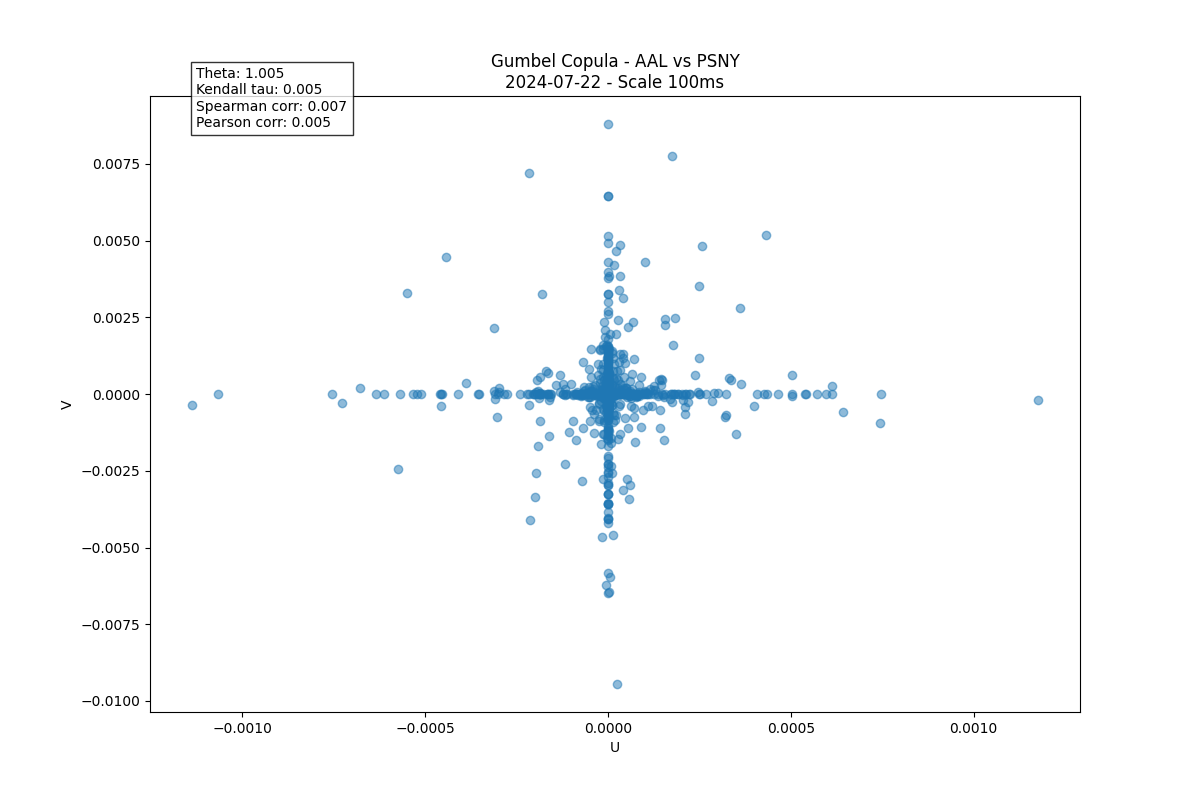 Gumbel Copula - AAL vs PSNY
2024-07-22 - Scale 100ms
Theta: 1.005
Kendall tau: 0.005
Spearman corr: 0.007
Pearson corr: 0.005
0.0075
0.0050
0.0025
0.0000
−0.0025
−0.0050
−0.0075
−0.0100
V
−0.0010
−0.0005
0.0000
0.0005
0.0010
U